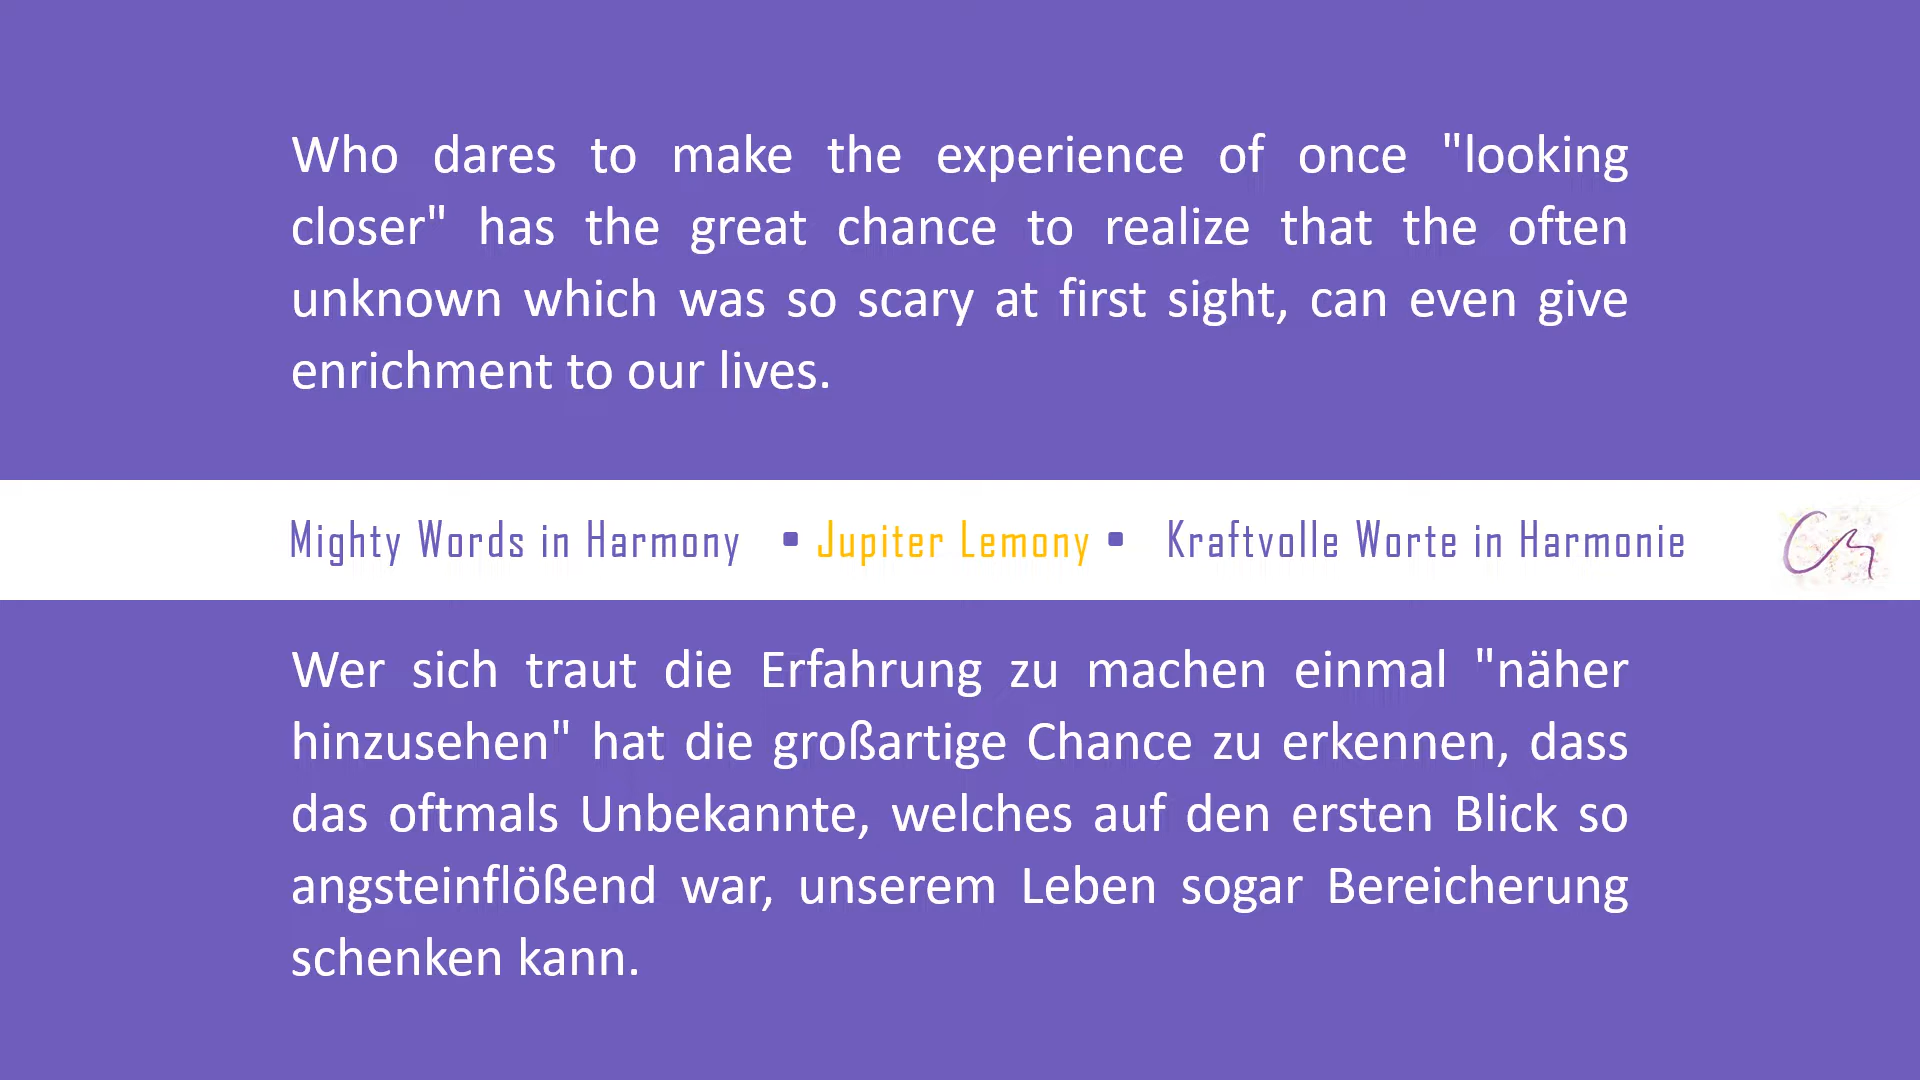 Who dares to make the experience of once "looking
closer" has the great chance to realize that the often
unknown which was so scary at first sight, can even give
enrichment to our lives.
Mighty Words in Harmony ▪ Jupiter Lemony ▪ Kraftvolle Worte in Harmonie
Wer sich traut die Erfahrung zu machen einmal "näher
hinzusehen" hat die großartige Chance zu erkennen, dass
das oftmals Unbekannte, welches auf den ersten Blick so
angsteinflößend war, unserem Leben sogar Bereicherung
schenken kann.